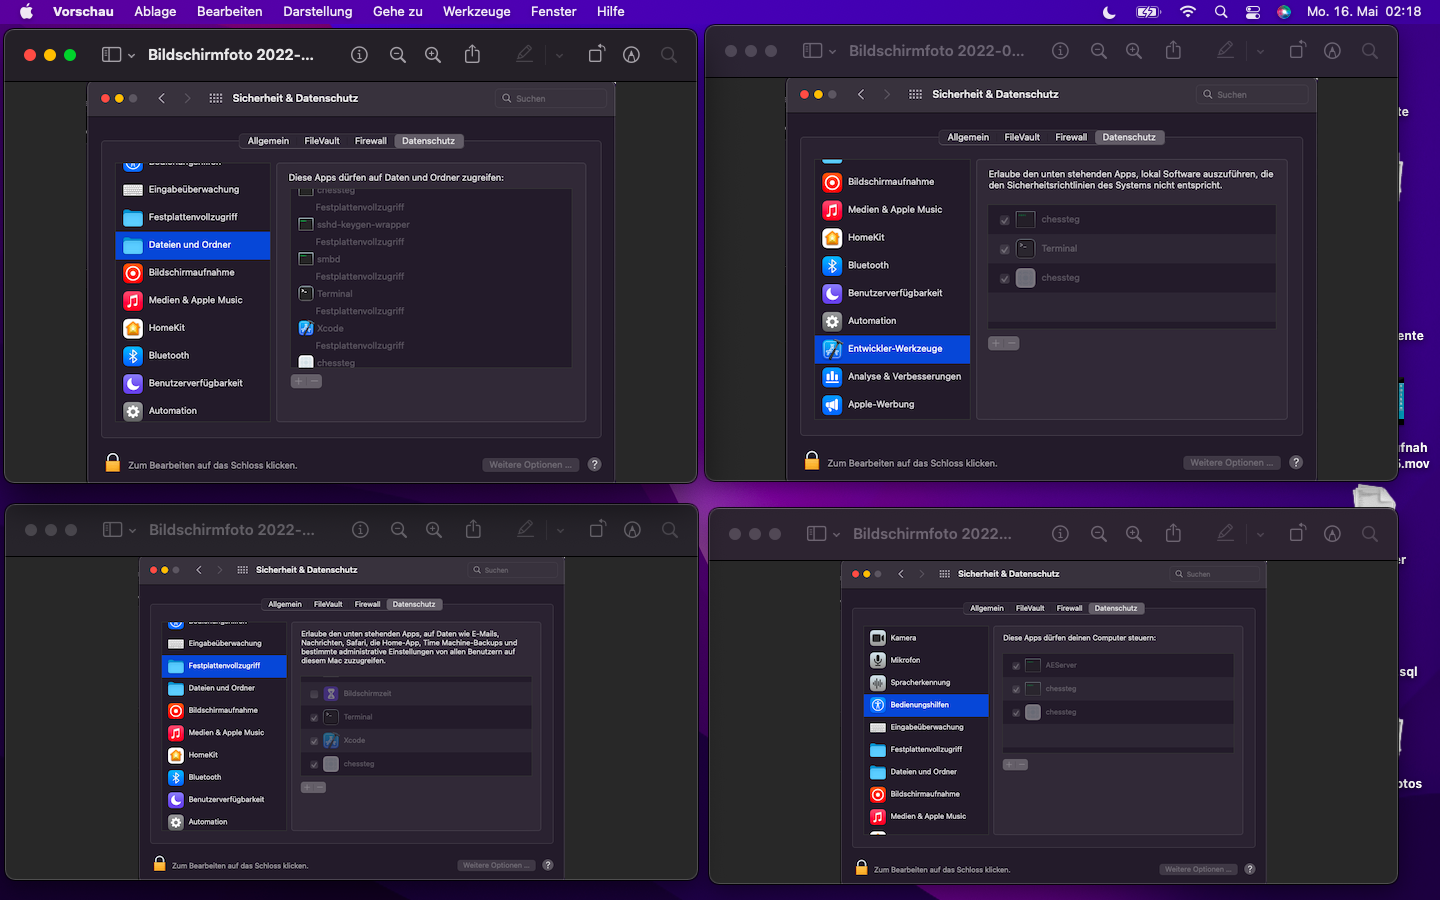 Vorschau Ablage Bearbeiten Darstellung Gehe zu Werkzeuge Fenster Hilfe Mo. 16. Mai 02:18
Bildschirmfoto 2022-...
Sicherheit & Datenschutz
Suchen
Allgemein FileVault Firewall Datenschutz
Eingabeüberwachung
Festplattenvollzugriff
Dateien und Ordner
Bildschirmaufnahme
Medien & Apple Music
HomeKit
Bluetooth
Benutzerverfügbarkeit
Automation
Diese Apps dürfen auf Daten und Ordner zugreifen:
chessteg
Festplattenvollzugriff
sshd-keygen-wrapper
Festplattenvollzugriff
smbd
Festplattenvollzugriff
Terminal
Festplattenvollzugriff
Xcode
Festplattenvollzugriff
chessteg
+ −
Zum Bearbeiten auf das Schloss klicken.
Weitere Optionen ...
?
Bildschirmfoto 2022-0...
Sicherheit & Datenschutz
Suchen
Allgemein FileVault Firewall Datenschutz
Bildschirmaufnahme
Medien & Apple Music
HomeKit
Bluetooth
Benutzerverfügbarkeit
Automation
Entwickler-Werkzeuge
Analyse & Verbesserungen
Apple-Werbung
Erlaube den unten stehenden Apps, lokal Software auszuführen, die
den Sicherheitsrichtlinien des Systems nicht entspricht.
chessteg
Terminal
chessteg
+ −
Zum Bearbeiten auf das Schloss klicken.
Weitere Optionen ...
?
Bildschirmfoto 2022-...
Sicherheit & Datenschutz
Suchen
Allgemein FileVault Firewall Datenschutz
Eingabeüberwachung
Festplattenvollzugriff
Dateien und Ordner
Bildschirmaufnahme
Medien & Apple Music
HomeKit
Bluetooth
Benutzerverfügbarkeit
Automation
Erlaube den unten stehenden Apps, auf Daten wie E-Mails,
Nachrichten, Safari, die Home-App, Time Machine-Backups und
bestimmte administrative Einstellungen von allen Benutzern auf
diesem Mac zuzugreifen.
Bildschirmzeit
Terminal
Xcode
chessteg
+ −
Zum Bearbeiten auf das Schloss klicken.
Weitere Optionen ...
?
Bildschirmfoto 2022...
Sicherheit & Datenschutz
Suchen
Allgemein FileVault Firewall Datenschutz
Kamera
Mikrofon
Spracherkennung
Bedienungshilfen
Eingabeüberwachung
Festplattenvollzugriff
Dateien und Ordner
Bildschirmaufnahme
Medien & Apple Music
Diese Apps dürfen deinen Computer steuern:
AEServer
chessteg
chessteg
+ −
Zum Bearbeiten auf das Schloss klicken.
Weitere Optionen ...
?
te
ente
ufnah
5.mov
er
sql
otos